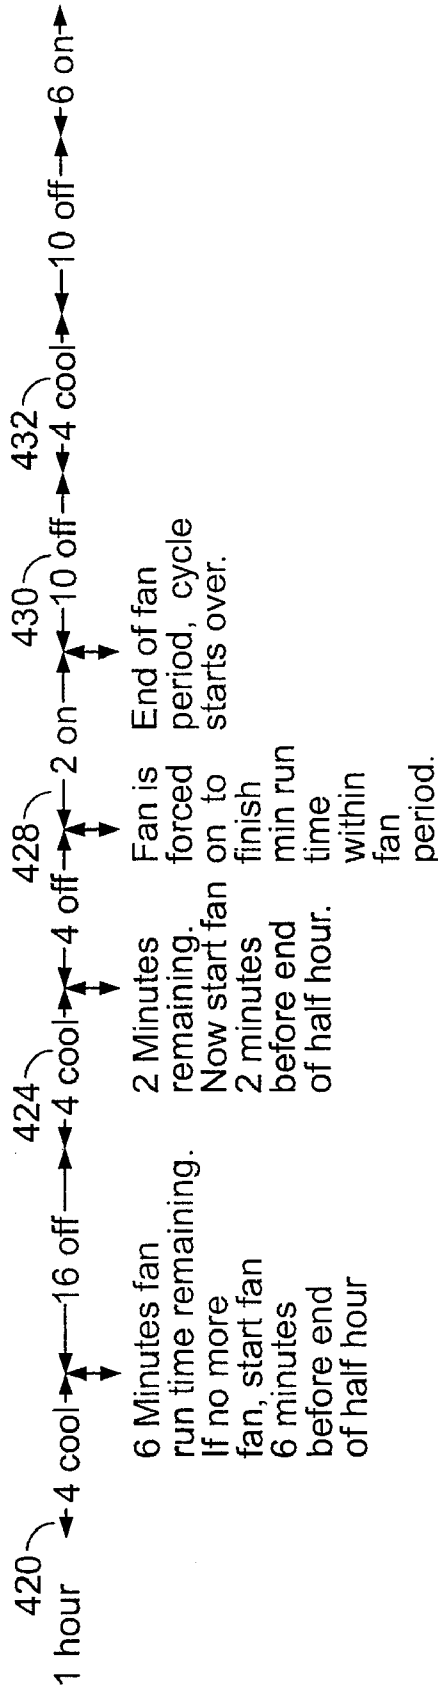 420
424
428
430
432
1 hour
4 cool
16 off
4 cool
4 off
2 on
10 off
4 cool
10 off
6 on
6 Minutes fan
run time remaining.
If no more
fan, start fan
6 minutes
before end
of half hour
2 Minutes
remaining.
Now start fan
2 minutes
before end
of half hour.
Fan is
forced
on to
finish
min run
time
within
fan
period.
End of fan
period, cycle
starts over.